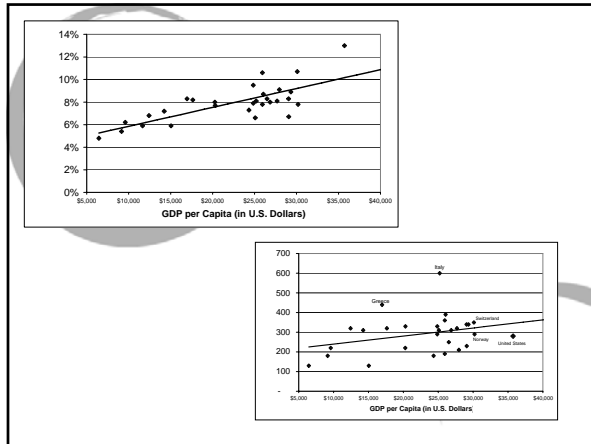 14%
12%
10%
8%
6%
4%
2%
0%
$5,000 $10,000 $15,000 $20,000 $25,000 $30,000 $35,000 $40,000
GDP per Capita (in U.S. Dollars)
700
600
500
400
300
200
100
-
Italy
Greece
Switzerland
Norway
United States
$5,000 $10,000 $15,000 $20,000 $25,000 $30,000 $35,000 $40,000
GDP per Capita (in U.S. Dollars)